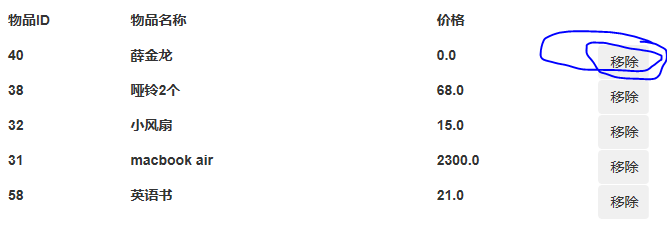 物品ID 物品名称 价格
40 薛金龙 0.0 移除
38 哑铃2个 68.0 移除
32 小风扇 15.0 移除
31 macbook air 2300.0 移除
58 英语书 21.0 移除